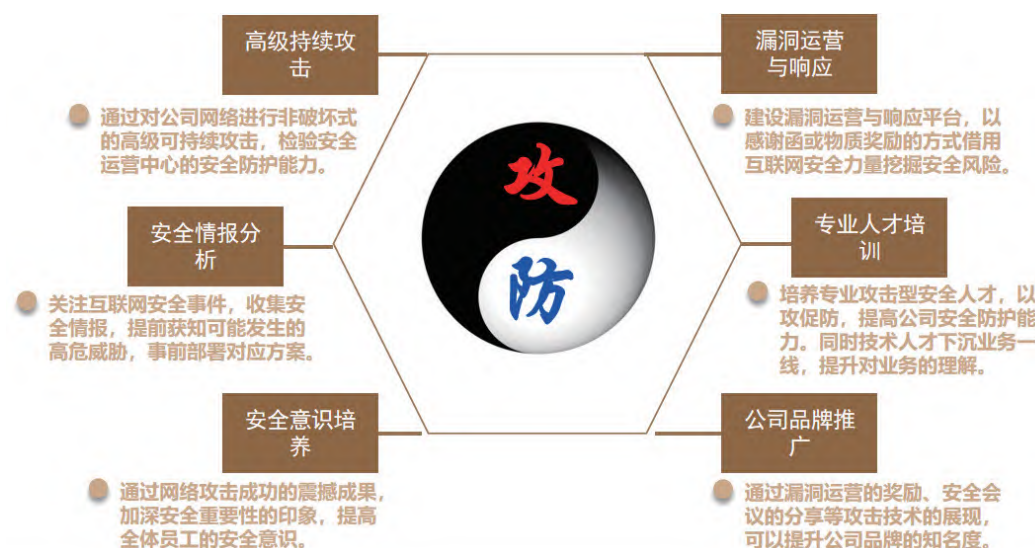 高级持续攻
击
通过对公司网络进行非破坏式
的高级可持续攻击，检验安全
运营中心的安全防护能力。
漏洞运营
与响应
建设漏洞运营与响应平台，以
感谢函或物质奖励的方式借用
互联网安全力量挖掘安全风险。
攻
防
安全情报分
析
关注互联网安全事件，收集安
全情报，提前获知可能发生的
高危威胁，事前部署对应方案。
专业人才培
训
培养专业攻击型安全人才，以
攻促防，提高公司安全防护能
力。同时技术人才下沉业务一
线，提升对业务的理解。
安全意识培
养
通过网络攻击成功的震撼成果，
加深安全重要性的印象，提高
全体员工的安全意识。
公司品牌推
广
通过漏洞运营的奖励、安全会
议的分享等攻击技术的展现，
可以提升公司品牌的知名度。